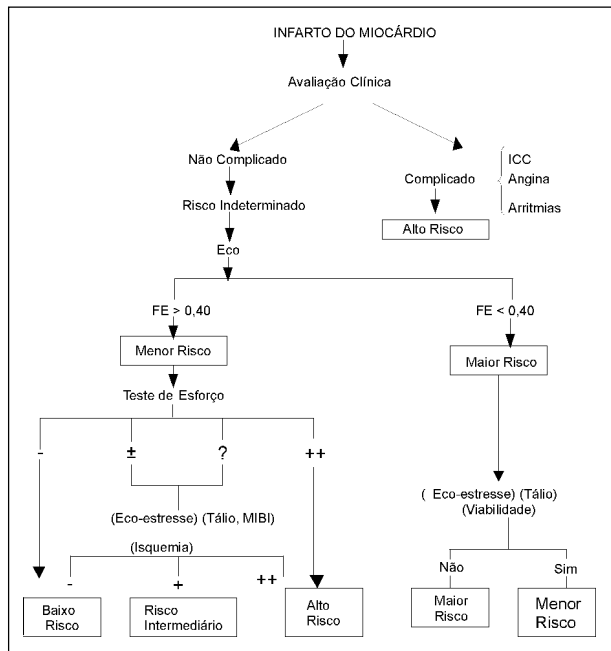 INFARTO DO MIOCÁRDIO
Avaliação Clínica
Não Complicado
Risco Indeterminado
Eco
Complicado
ICC
Angina
Arritmias
Alto Risco
FE > 0,40
FE < 0,40
Menor Risco
Maior Risco
Teste de Esforço
- ± ? ++
(Eco-estresse) (Tálio, MIBI)
(Isquemia)
- + ++
Baixo
Risco
Risco
Intermediário
Alto
Risco
( Eco-estresse) (Tálio)
(Viabilidade)
Não
Sim
Maior
Risco
Menor
Risco